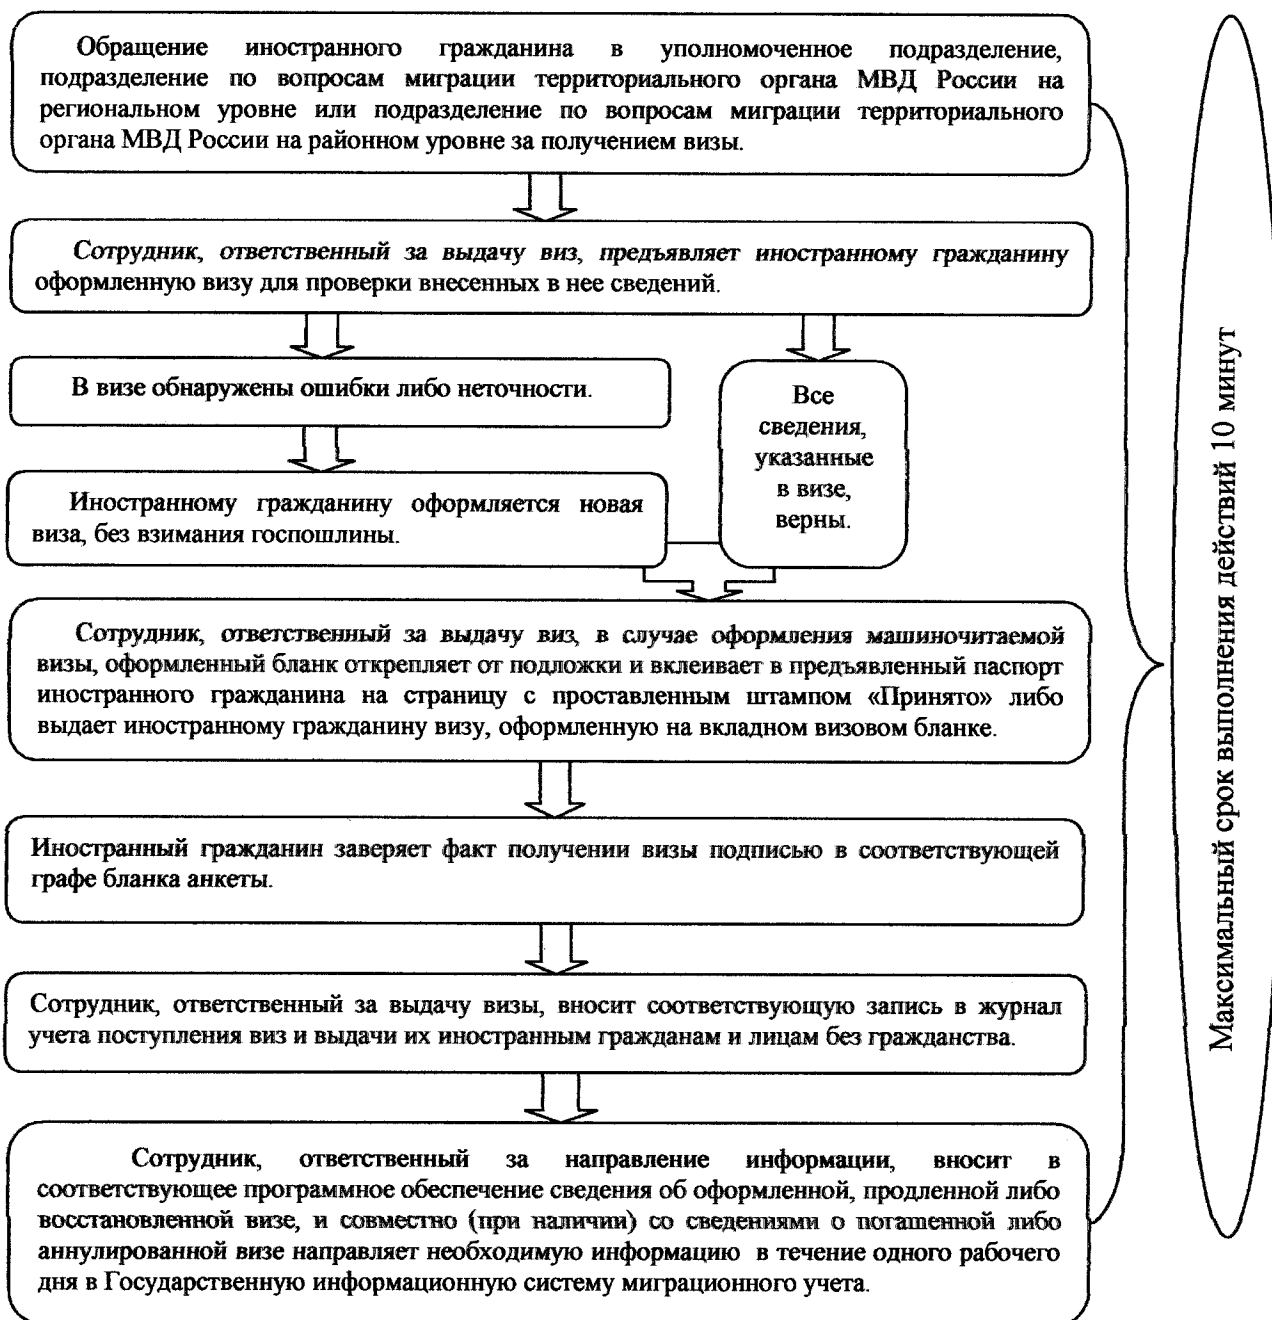 Обращение иностранного гражданина в уполномоченное подразделение,
подразделение по вопросам миграции территориального органа МВД России на
региональном уровне или подразделение по вопросам миграции территориального
органа МВД России на районном уровне за получением визы.
Сотрудник, ответственный за выдачу виз, предъявляет иностранному гражданину
оформленную визу для проверки внесенных в нее сведений.
В визе обнаружены ошибки либо неточности.
Все
сведения,
указанные
в визе,
верны.
Иностранному гражданину оформляется новая
виза, без взимания госпошлины.
Сотрудник, ответственный за выдачу виз, в случае оформления машиночитаемой
визы, оформленный бланк открепляет от подложки и вклеивает в предъявленный паспорт
иностранного гражданина на страницу с проставленным штампом «Принято» либо
выдает иностранному гражданину визу, оформленную на вкладном визовом бланке.
Иностранный гражданин заверяет факт получении визы подписью в соответствующей
графе бланка анкеты.
Сотрудник, ответственный за выдачу визы, вносит соответствующую запись в журнал
учета поступления виз и выдачи их иностранным гражданам и лицам без гражданства.
Сотрудник, ответственный за направление информации, вносит в
соответствующее программное обеспечение сведения об оформленной, продленной либо
восстановленной визе, и совместно (при наличии) со сведениями о погашенной либо
аннулированной визе направляет необходимую информацию в течение одного рабочего
дня в Государственную информационную систему миграционного учета.
Максимальный срок выполнения действий 10 минут